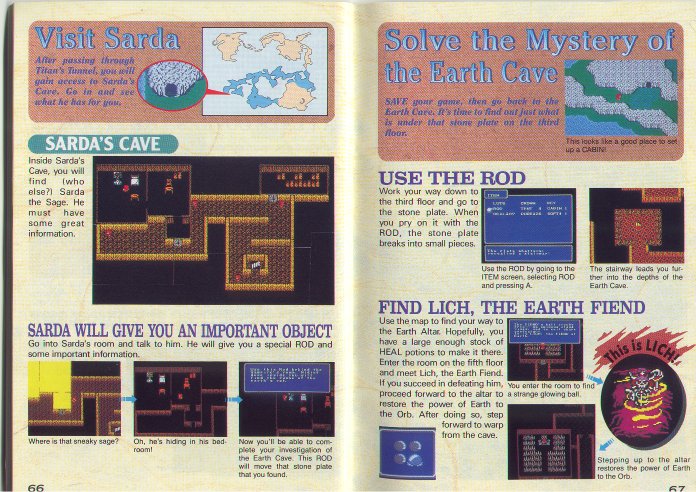 Visit Sarda
After passing through
Titan's Tunnel, you will
gain access to Sarda's
Cave. Go in and see
what he has for you.
SARDA'S CAVE
Inside Sarda's
Cave, you will
find (who
else?) Sarda
the Sage. He
must have
some great
information.
SARDA WILL GIVE YOU AN IMPORTANT OBJECT
Go into Sarda's room and talk to him. He will give you a special ROD and
some important information.
Where is that sneaky sage?
Oh, he's hiding in his bed-
room!
Now you'll be able to com-
plete your investigation of
the Earth Cave. This ROD
will move that stone plate
that you found.
66
Solve the Mystery of
the Earth Cave
SAVE your game, then go back to the
Earth Cave. It's time to find out just what
is under that stone plate on the third
floor.
This looks like a good place to set
up a CABIN!
USE THE ROD
Work your way down to
the third floor and go to
the stone plate. When
you pry on it with the
ROD, the stone plate
breaks into small pieces.
ITEM
LUTE CROWN KEY
ROD TENT CABIN
Use the ROD by going to the
ITEM screen, selecting ROD
and pressing A.
The stairway leads you fur-
ther into the depths of the
Earth Cave.
FIND LICH, THE EARTH FIEND
Use the map to find your way to
the Earth Altar. Hopefully, you
have a large enough stock of
HEAL potions to make it there.
Enter the room on the fifth floor
and meet Lich, the Earth Fiend.
If you succeed in defeating him,
proceed forward to the altar to
restore the power of Earth to
the Orb. After doing so, step
forward to warp
from the cave.
You enter the room to find
a strange glowing ball.
This is LICH!
Stepping up to the altar
restores the power of Earth
to the Orb.
67